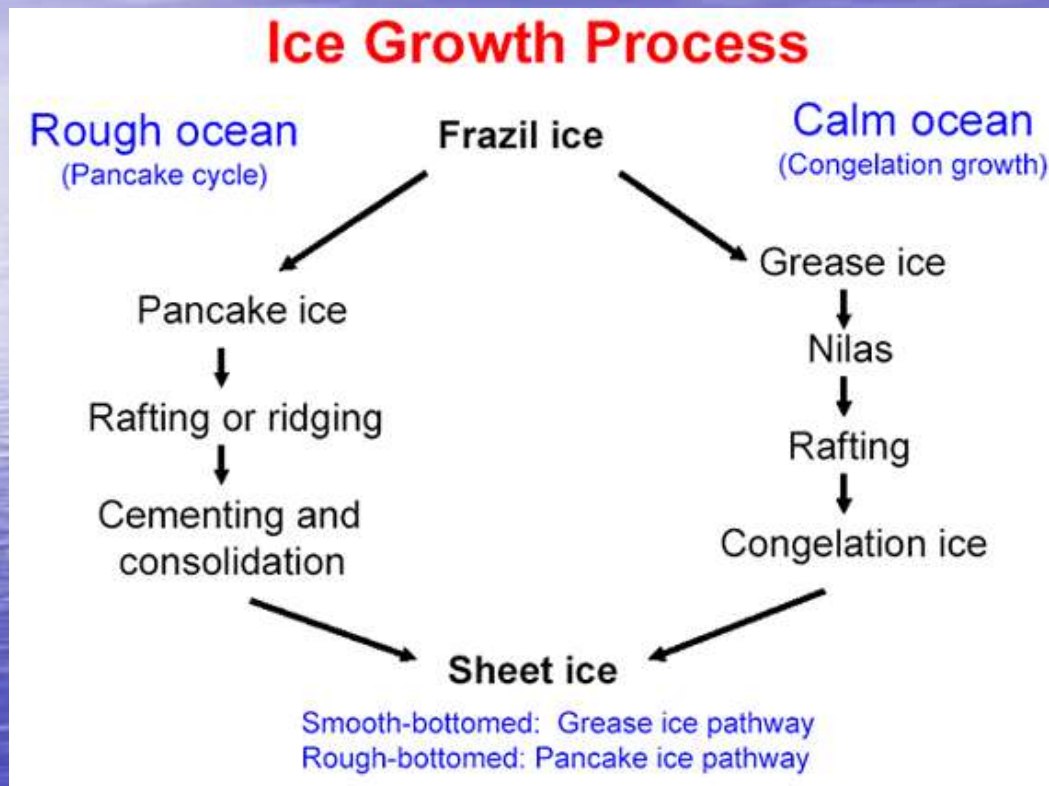 Ice Growth Process
Rough ocean
(Pancake cycle)
Frazil ice
Calm ocean
(Congelation growth)
Pancake ice
Rafting or ridging
Cementing and
consolidation
Grease ice
Nilas
Rafting
Congelation ice
Sheet ice
Smooth-bottomed: Grease ice pathway
Rough-bottomed: Pancake ice pathway